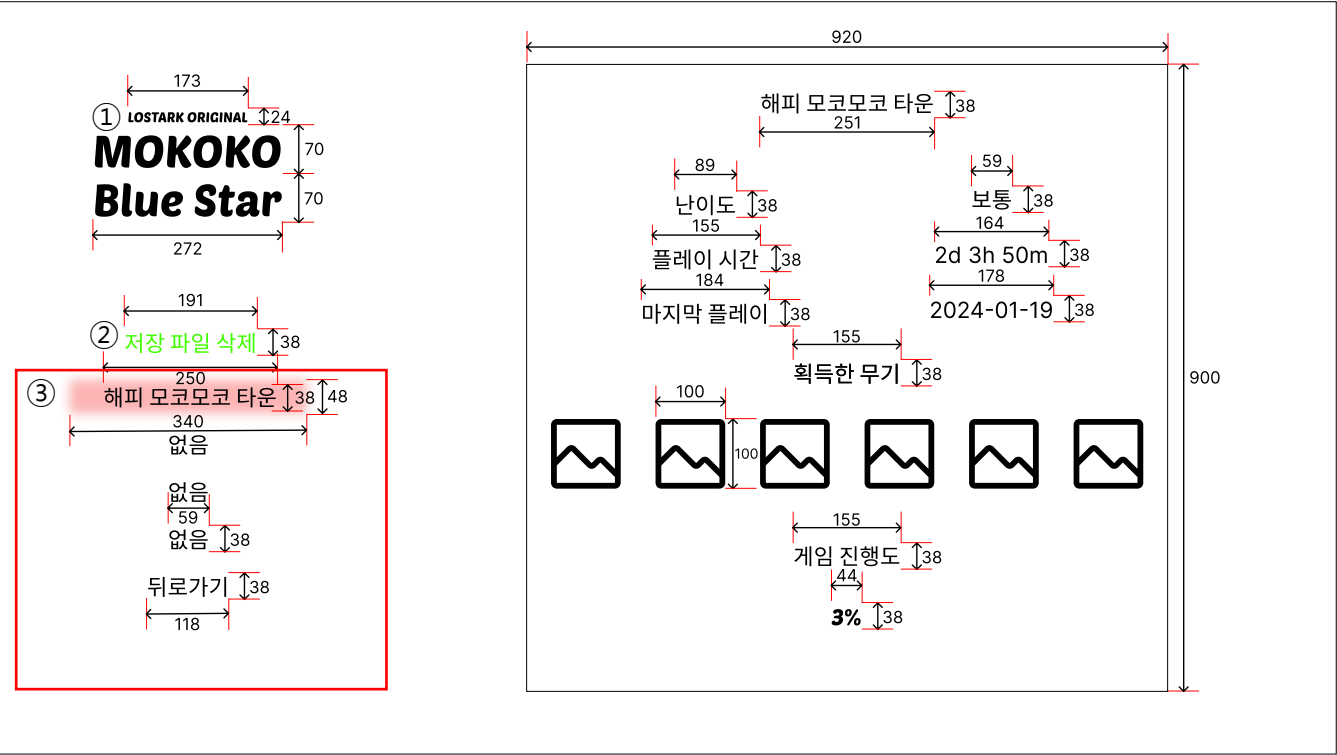 920
173
① LOSTARK ORIGINAL 24
MOKOKO 70
Blue Star 70
272
191
② 저장 파일 삭제 38
250
③ 해피 모코모코 타운 38 48
340
없음
없음
59
없음 38
뒤로가기 38
118
해피 모코모코 타운 38
251
89
난이도 38
59
보통 38
155
플레이 시간 38
164
2d 3h 50m 38
184
마지막 플레이 38
178
2024-01-19 38
155
획득한 무기 38
900
100
100
155
게임 진행도 38
44
3% 38